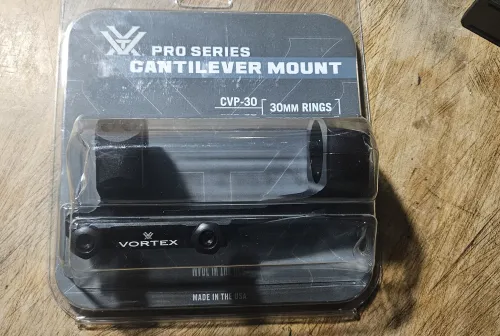 PRO SERIES
CANTILEVER MOUNT
CVP-30
30MM RINGS
VORTEX
MADE IN THE USA